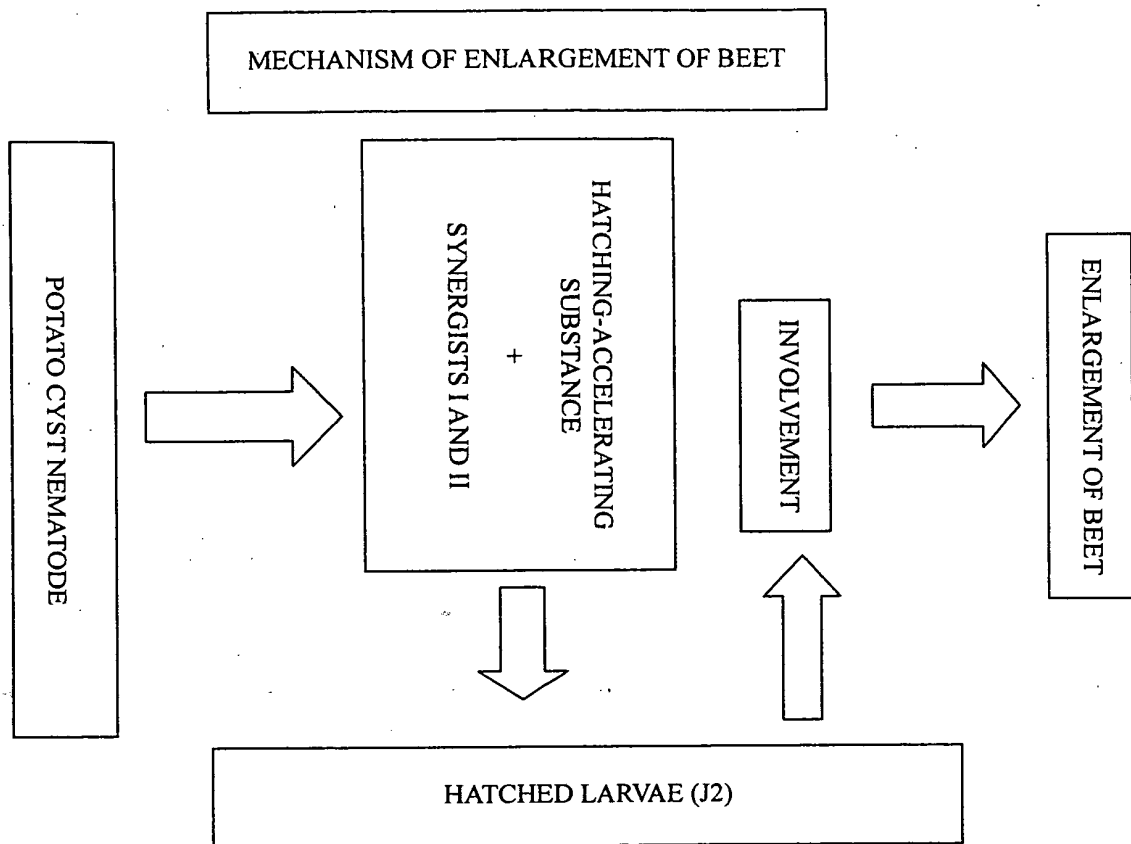 MECHANISM OF ENLARGEMENT OF BEET
POTATO CYST NEMATODE
HATCHING-ACCELERATING
SUBSTANCE
+
SYNERGISTS I AND II
HATCHED LARVAE (J2)
INVOLVEMENT
ENLARGEMENT OF BEET